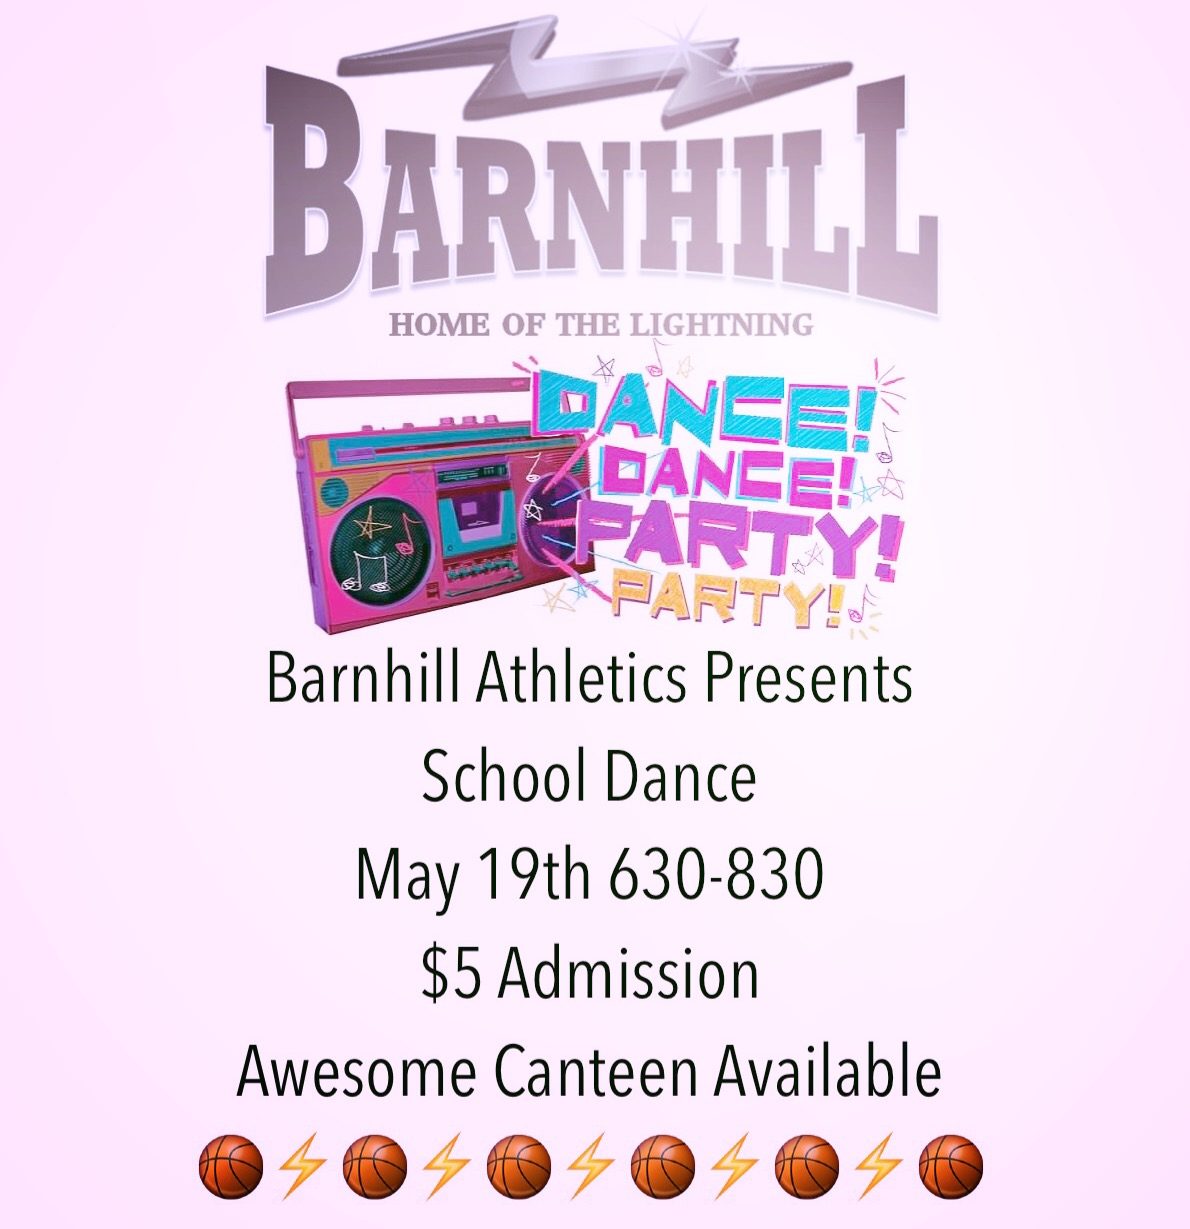 BARNHILL
HOME OF THE LIGHTNING
DANCE!
DANCE!
PARTY!
PARTY!
Barnhill Athletics Presents
School Dance
May 19th 630-830
$5 Admission
Awesome Canteen Available